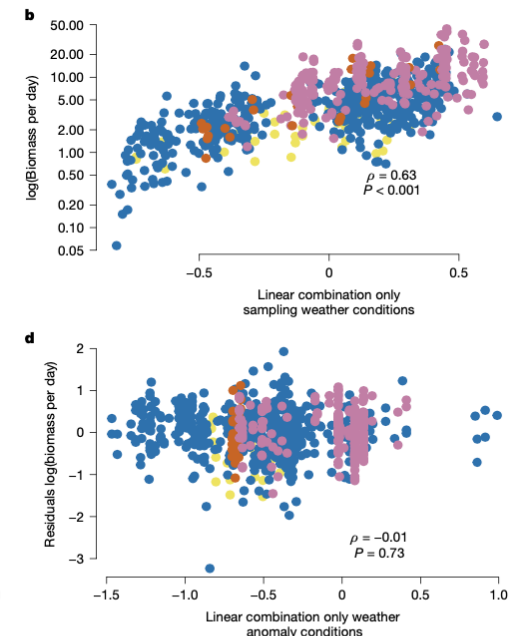 b
50.00
20.00
10.00
5.00
2.00
1.00
0.50
0.20
0.10
0.05
log(Biomass per day)
ρ = 0.63
P < 0.001
−0.5 0 0.5
Linear combination only
sampling weather conditions
d
2
1
0
−1
−2
−3
Residuals log(biomass per day)
ρ = −0.01
P = 0.73
−1.5 −1.0 −0.5 0 0.5 1.0
Linear combination only weather
anomaly conditions